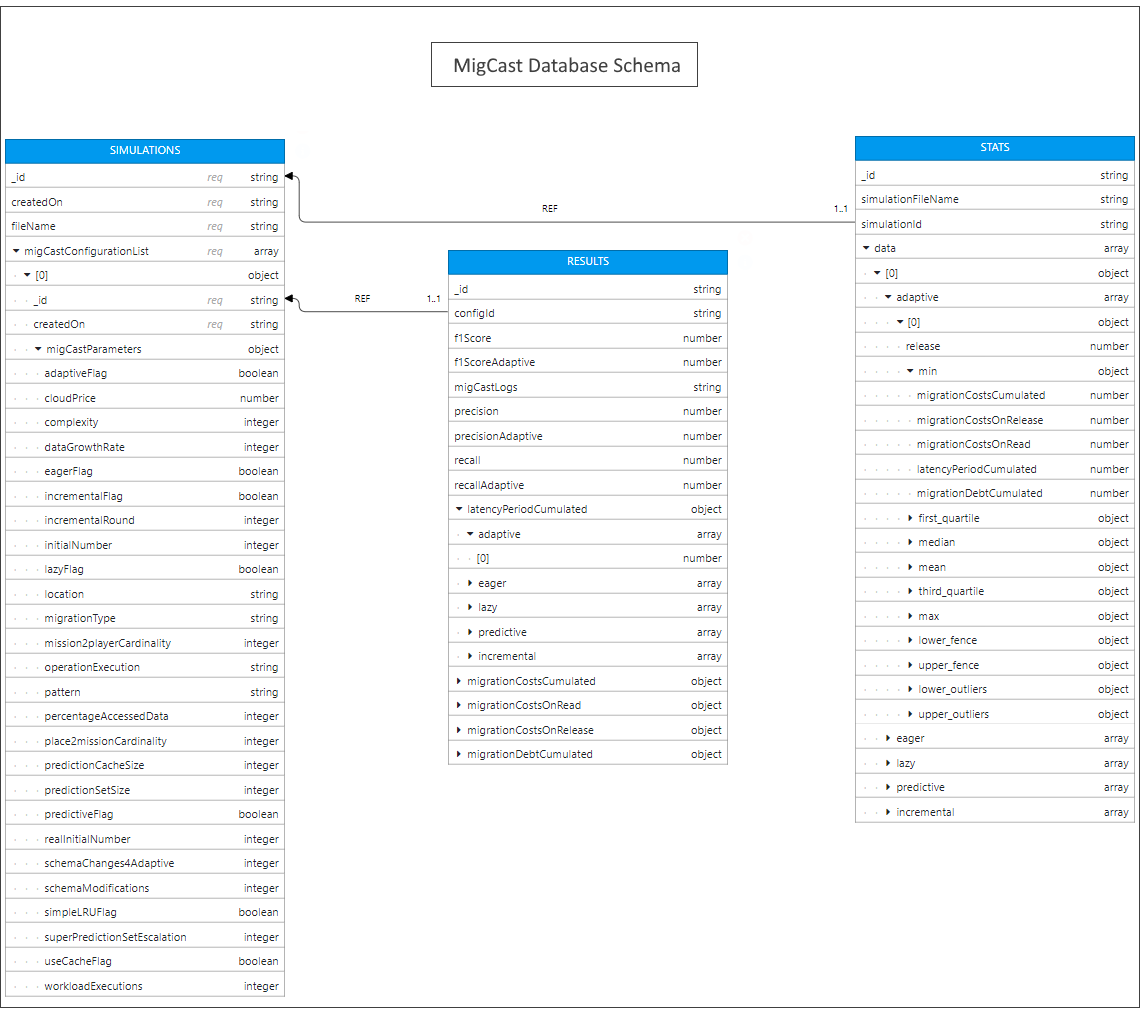 MigCast Database Schema
SIMULATIONS
_id req string
createdOn req string
fileName req string
migCastConfigurationList req array
[0] object
_id req string
createdOn req string
migCastParameters object
adaptiveFlag boolean
cloudPrice number
complexity integer
dataGrowthRate integer
eagerFlag boolean
incrementalFlag boolean
incrementalRound integer
initialNumber integer
lazyFlag boolean
location string
migrationType string
mission2playerCardinality integer
operationExecution string
pattern string
percentageAccessedData integer
place2missionCardinality integer
predictionCacheSize integer
predictionSetSize integer
predictiveFlag boolean
realInitialNumber integer
schemaChanges4Adaptive integer
schemaModifications integer
simpleLRUFlag boolean
superPredictionSetEscalation integer
useCacheFlag boolean
workloadExecutions integer
REF 1..1
REF 1..1
RESULTS
_id string
configId string
f1Score number
f1ScoreAdaptive number
migCastLogs string
precision number
precisionAdaptive number
recall number
recallAdaptive number
latencyPeriodCumulated object
adaptive array
[0] number
eager array
lazy array
predictive array
incremental array
migrationCostsCumulated object
migrationCostsOnRead object
migrationCostsOnRelease object
migrationDebtCumulated object
STATS
_id string
simulationFileName string
simulationId string
data array
[0] object
adaptive array
[0] object
release number
min object
migrationCostsCumulated number
migrationCostsOnRelease number
migrationCostsOnRead number
latencyPeriodCumulated number
migrationDebtCumulated number
first_quartile object
median object
mean object
third_quartile object
max object
lower_fence object
upper_fence object
lower_outliers object
upper_outliers object
eager array
lazy array
predictive array
incremental array